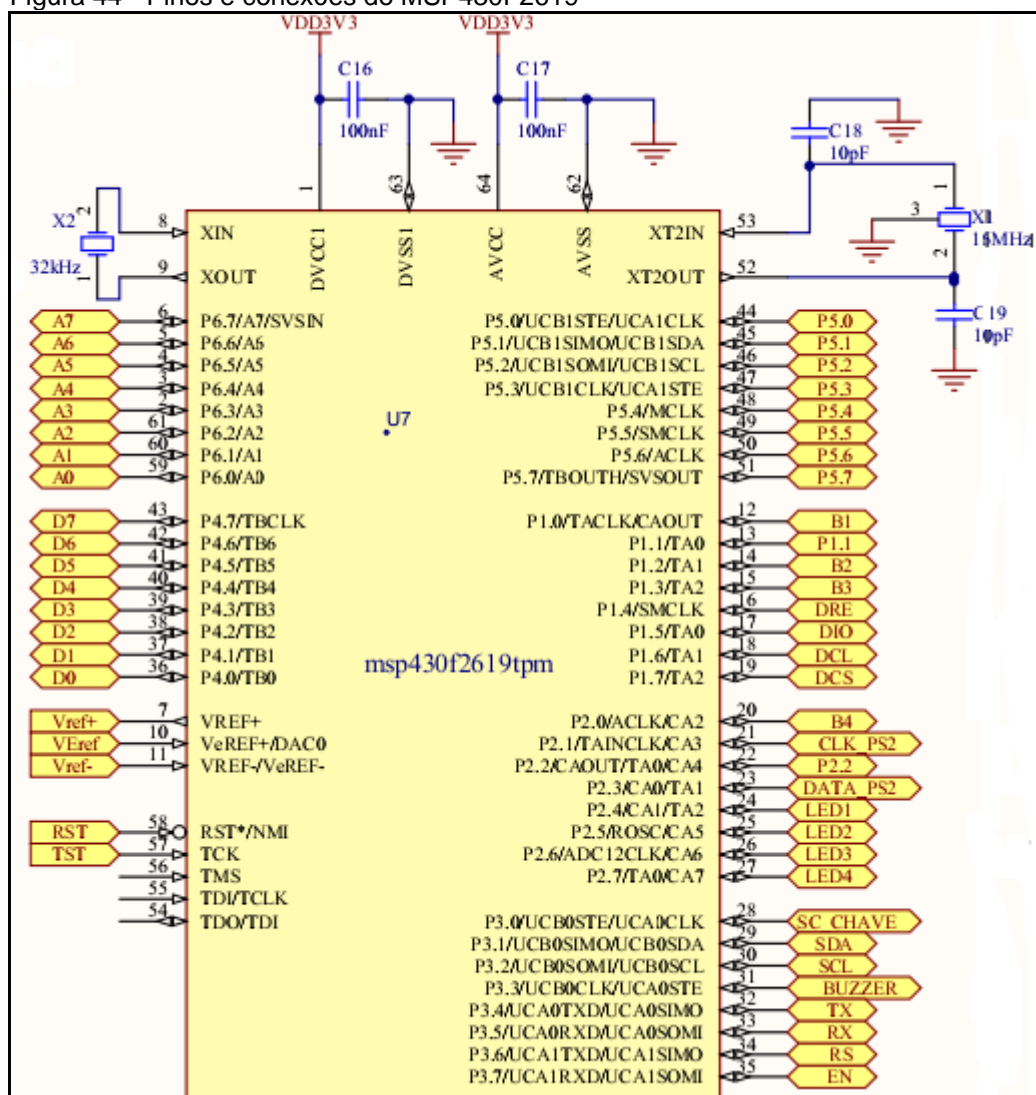 Figura 44 - Pinos e conexões do MSP430F2619
VDD3V3
VDD3V3
C16
100nF
C17
100nF
C18
10pF
1
63
64
62
X2
2
1
32kHz
8
XIN
9
XOUT
DVCC1
DVSS1
AVCC
AVSS
XT2IN
53
XT2OUT
52
1
3
2
X1
C19
10pF
A7 6 P6.7/A7/SVSIN
A6 5 P6.6/A6
A5 4 P6.5/A5
A4 3 P6.4/A4
A3 2 P6.3/A3
A2 61 P6.2/A2
A1 60 P6.1/A1
A0 59 P6.0/A0
U7
P5.0/UCB1STE/UCA1CLK 44 P5.0
P5.1/UCB1SIMO/UCB1SDA 45 P5.1
P5.2/UCB1SOMI/UCB1SCL 46 P5.2
P5.3/UCB1CLK/UCA1STE 47 P5.3
P5.4/MCLK 48 P5.4
P5.5/SMCLK 49 P5.5
P5.6/ACLK 50 P5.6
P5.7/TBOUTH/SVSOUT 51 P5.7
D7 43 P4.7/TBCLK
D6 42 P4.6/TB6
D5 41 P4.5/TB5
D4 40 P4.4/TB4
D3 39 P4.3/TB3
D2 38 P4.2/TB2
D1 37 P4.1/TB1
D0 36 P4.0/TB0
msp430f2619tpm
P1.0/TACLK/CAOUT 12 B1
P1.1/TA0 13 P1.1
P1.2/TA1 14 B2
P1.3/TA2 15 B3
P1.4/SMCLK 16 DRE
P1.5/TA0 17 DIO
P1.6/TA1 18 DCL
P1.7/TA2 19 DCS
Vref+ 7 VREF+
VEref 10 VeREF+/DAC0
Vref- 11 VREF-/VeREF-
P2.0/ACLK/CA2 20 B4
P2.1/TAINCLK/CA3 21 CLK_PS2
P2.2/CAOUT/TA0/CA4 22 P2.2
P2.3/CA0/TA1 23 DATA_PS2
P2.4/CA1/TA2 24 LED1
P2.5/ROSC/CA5 25 LED2
P2.6/ADC12CLK/CA6 26 LED3
P2.7/TA0/CA7 27 LED4
RST 58 RST*/NMI
TST 57 TCK
56 TMS
55 TDI/TCLK
54 TDO/TDI
P3.0/UCB0STE/UCA0CLK 28 SC_CHAVE
P3.1/UCB0SIMO/UCB0SDA 29 SDA
P3.2/UCB0SOMI/UCB0SCL 30 SCL
P3.3/UCB0CLK/UCA0STE 31 BUZZER
P3.4/UCA0TXD/UCA0SIMO 32 TX
P3.5/UCA0RXD/UCA0SOMI 33 RX
P3.6/UCA1TXD/UCA1SIMO 34 RS
P3.7/UCA1RXD/UCA1SOMI 35 EN